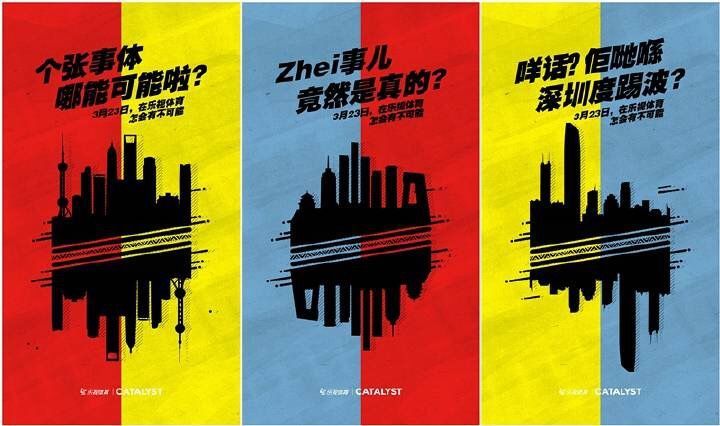 个张事体
哪能可能啦?
3月23日，在乐视体育
怎会有不可能
乐视体育 | CATALYST
Zhei事儿
竟然是真的?
3月23日，在乐视体育
怎会有不可能
乐视体育 | CATALYST
咩话? 佢哋喺
深圳度踢波?
3月23日，在乐视体育
怎会有不可能
乐视体育 | CATALYST